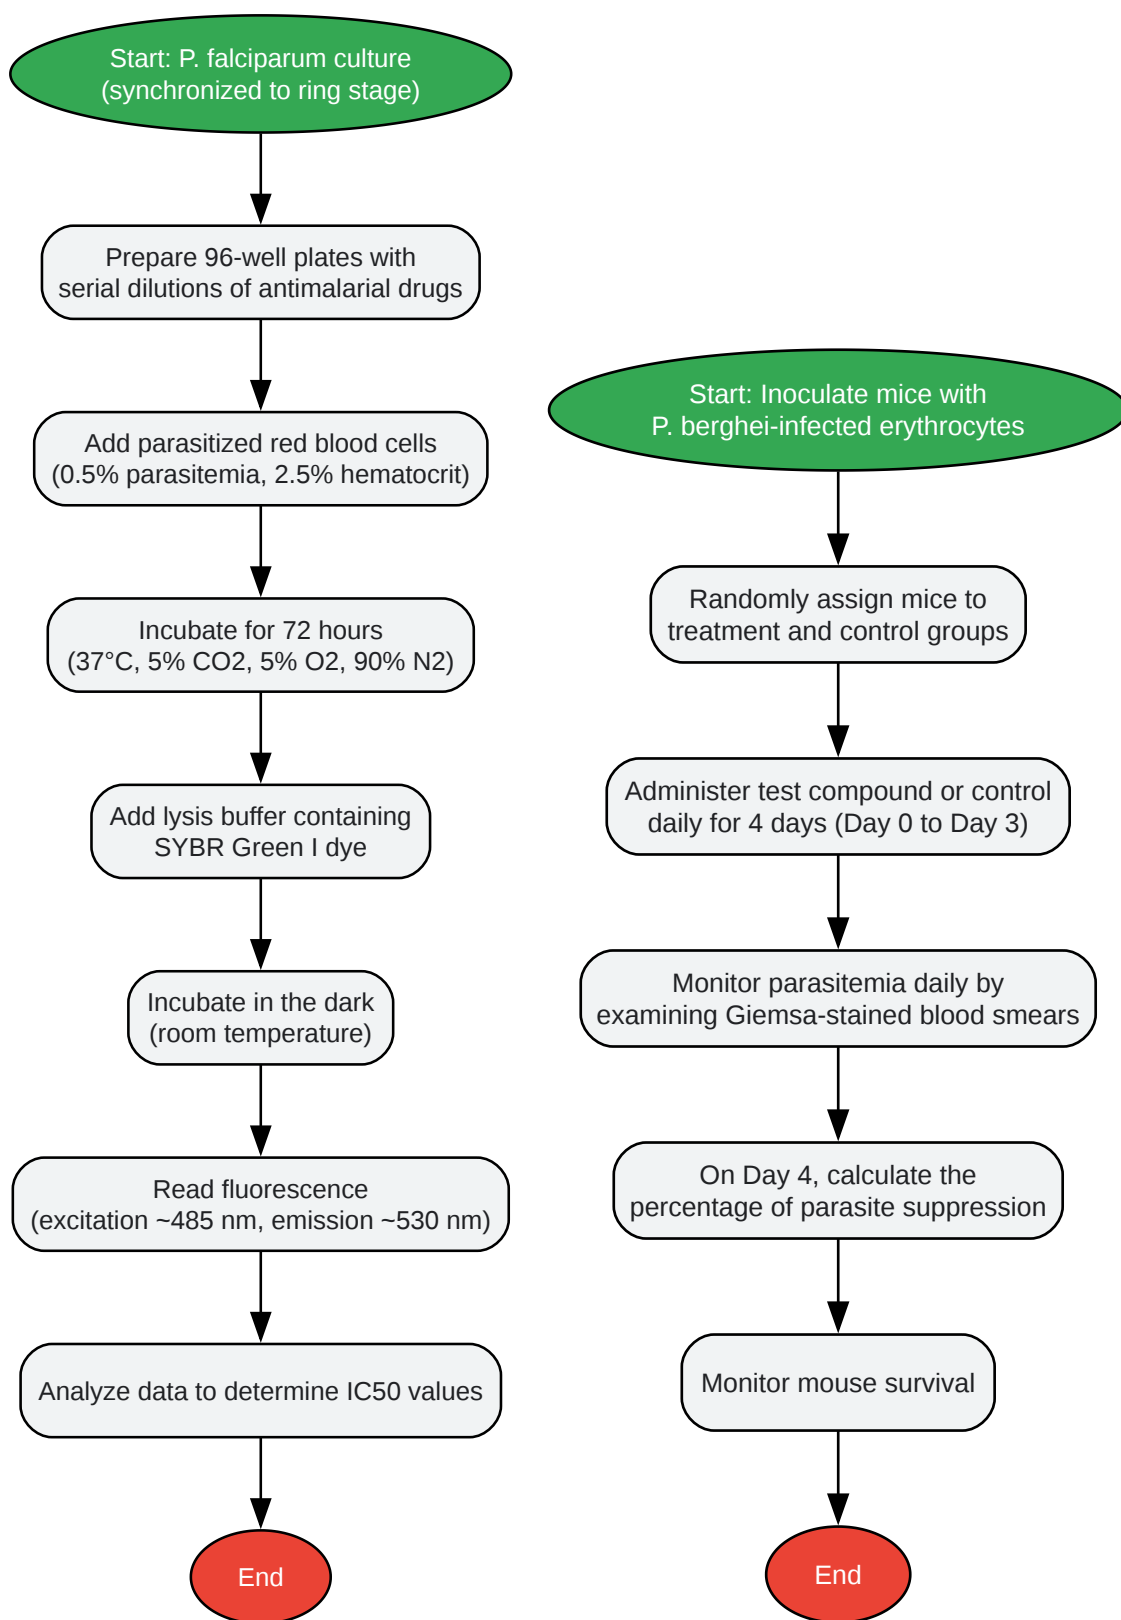 Start: P. falciparum culture
(synchronized to ring stage)
Prepare 96-well plates with
serial dilutions of antimalarial drugs
Add parasitized red blood cells
(0.5% parasitemia, 2.5% hematocrit)
Incubate for 72 hours
(37°C, 5% CO2, 5% O2, 90% N2)
Add lysis buffer containing
SYBR Green I dye
Incubate in the dark
(room temperature)
Read fluorescence
(excitation ~485 nm, emission ~530 nm)
Analyze data to determine IC50 values
End
Start: Inoculate mice with
P. berghei-infected erythrocytes
Randomly assign mice to
treatment and control groups
Administer test compound or control
daily for 4 days (Day 0 to Day 3)
Monitor parasitemia daily by
examining Giemsa-stained blood smears
On Day 4, calculate the
percentage of parasite suppression
Monitor mouse survival
End